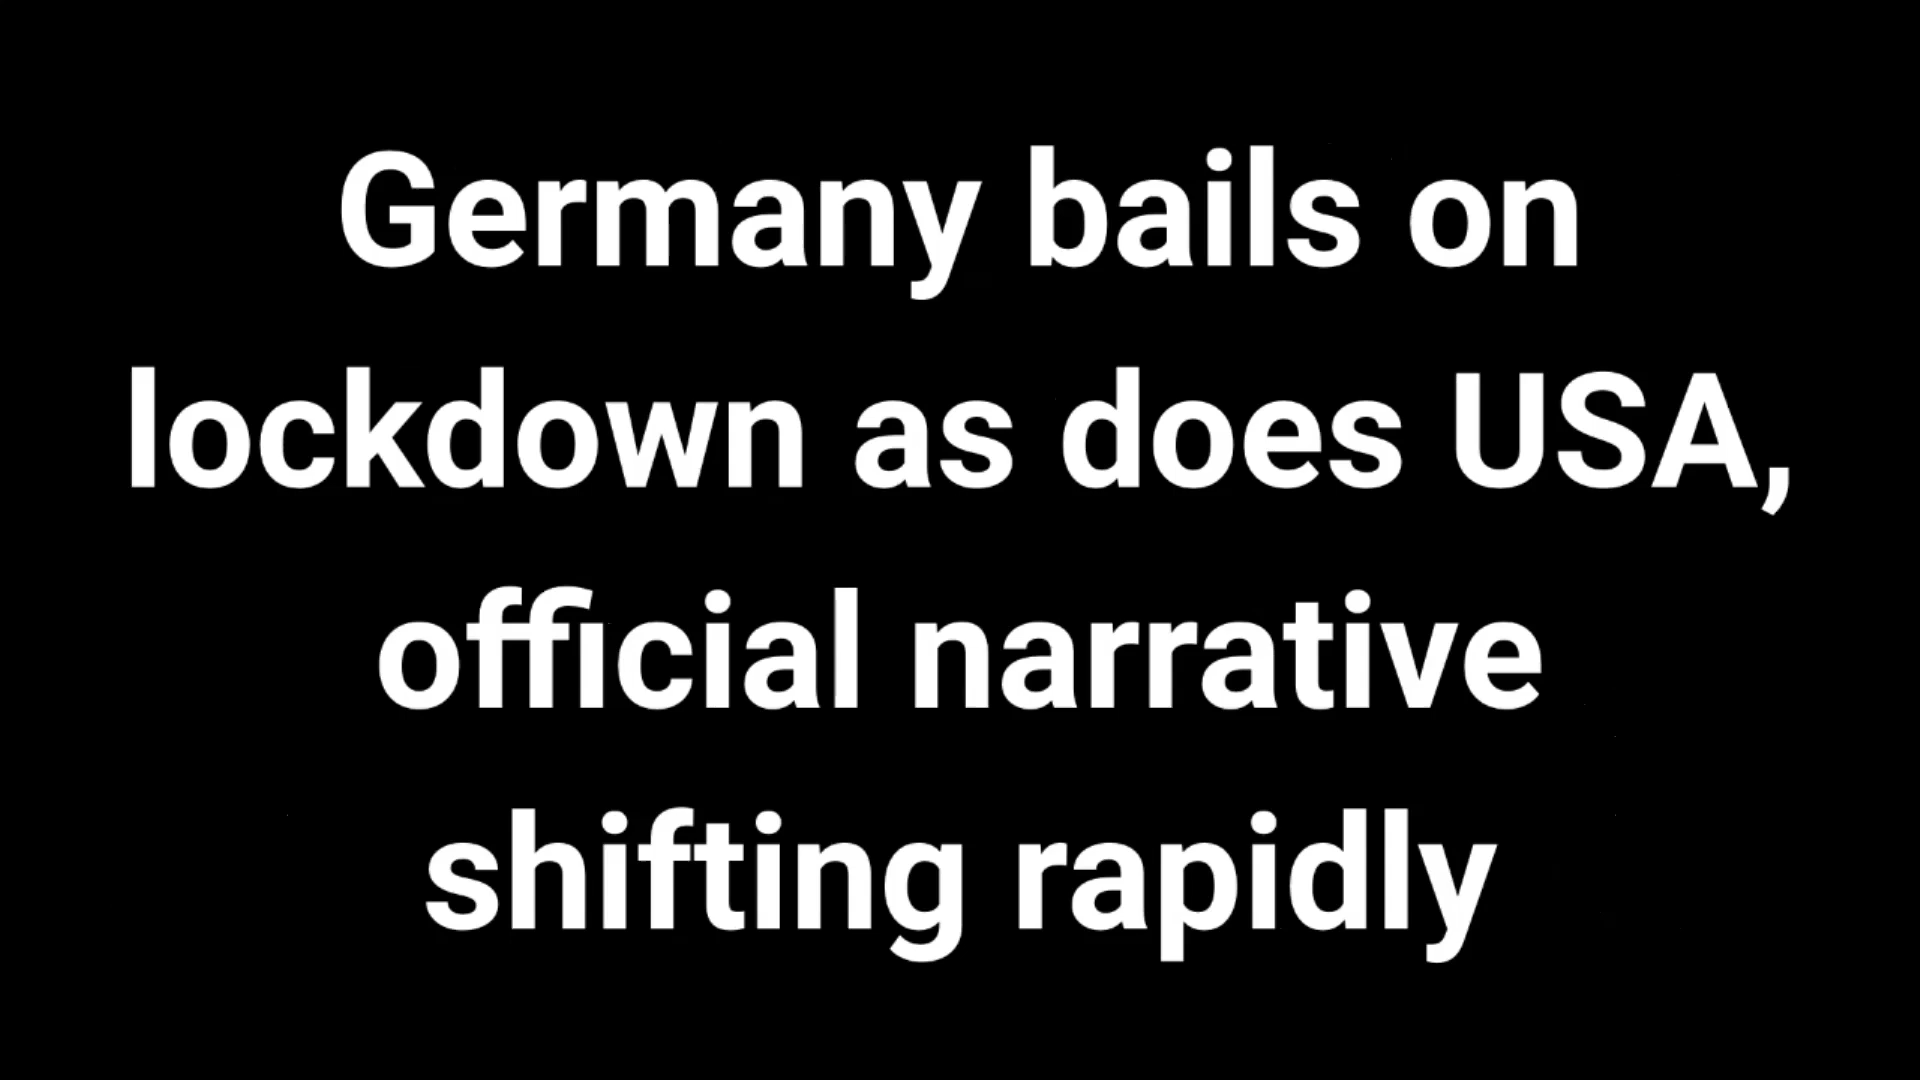 Germany bails on
lockdown as does USA,
official narrative
shifting rapidly